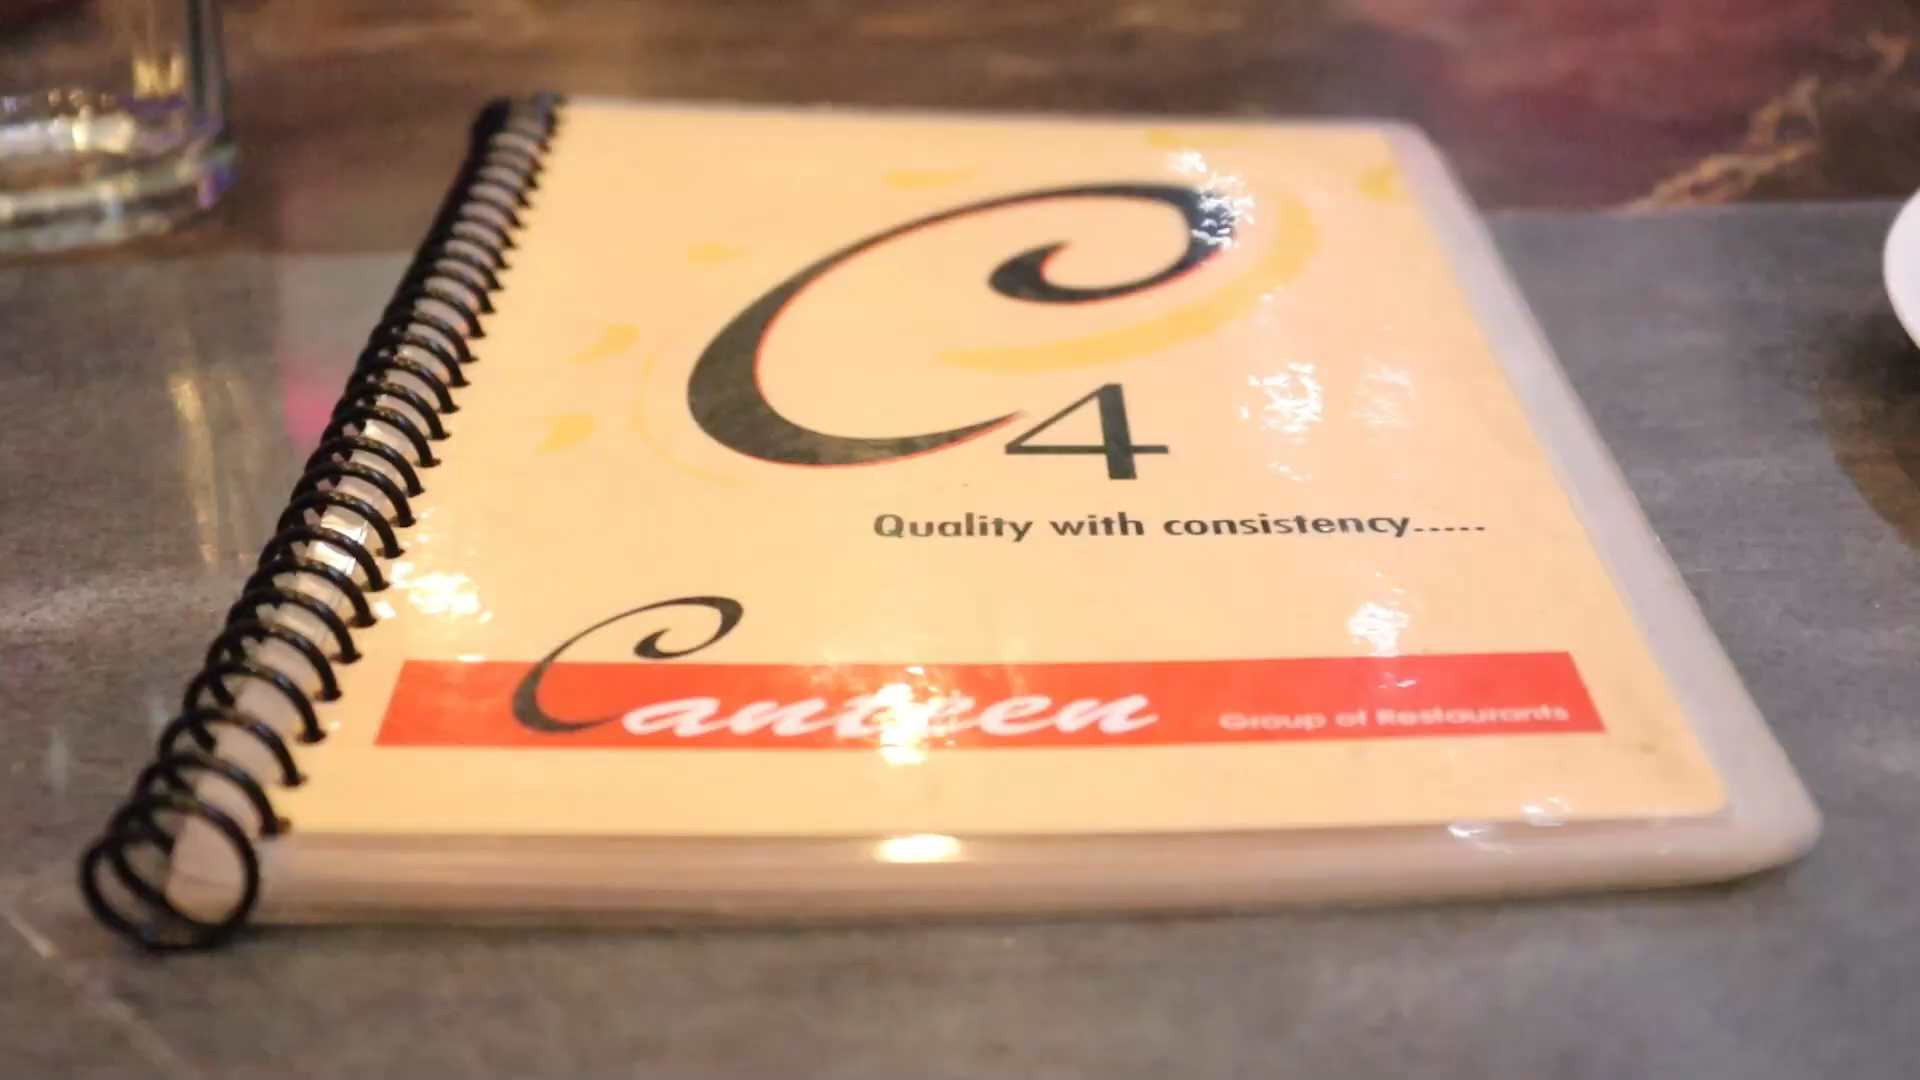 C4
Quality with consistency.....
Canteen Group of Restaurants